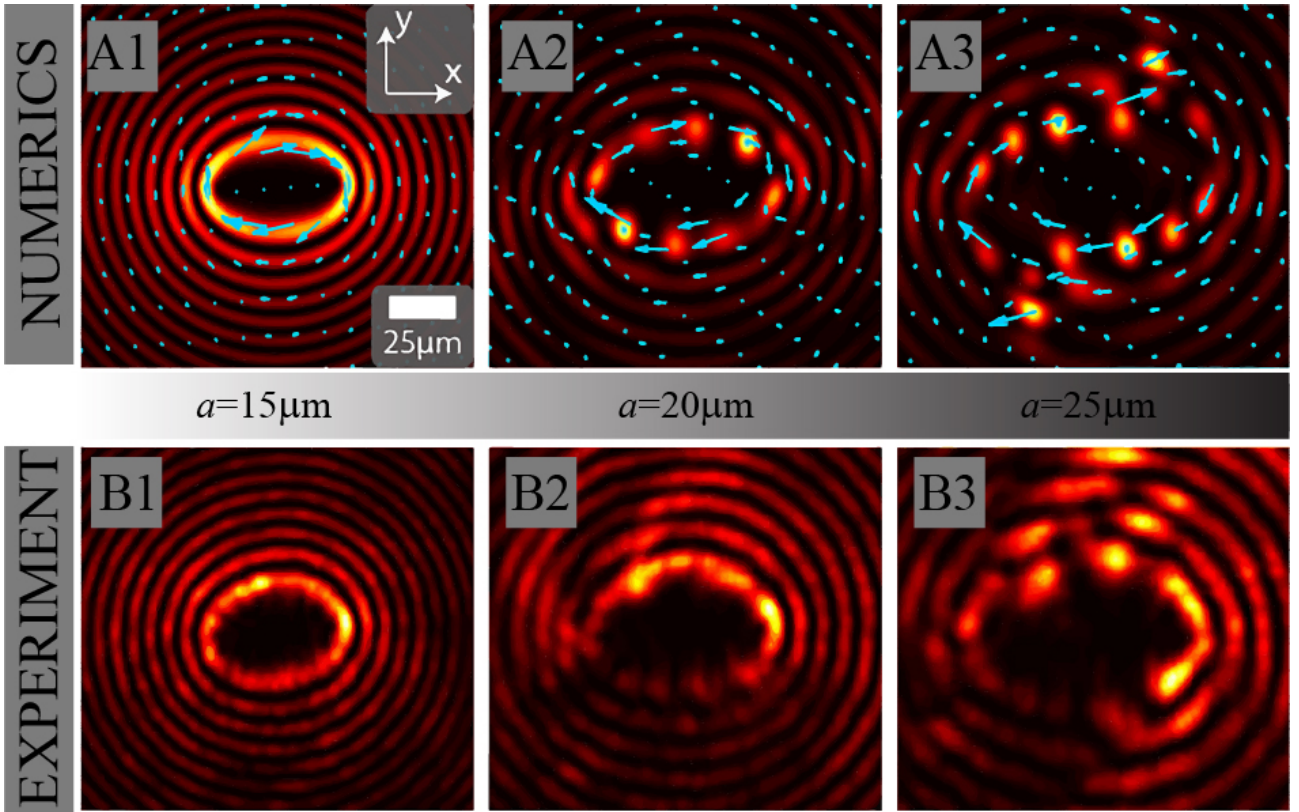 NUMERICS
A1
y
x
25μm
A2
A3
a=15μm
a=20μm
a=25μm
EXPERIMENT
B1
B2
B3